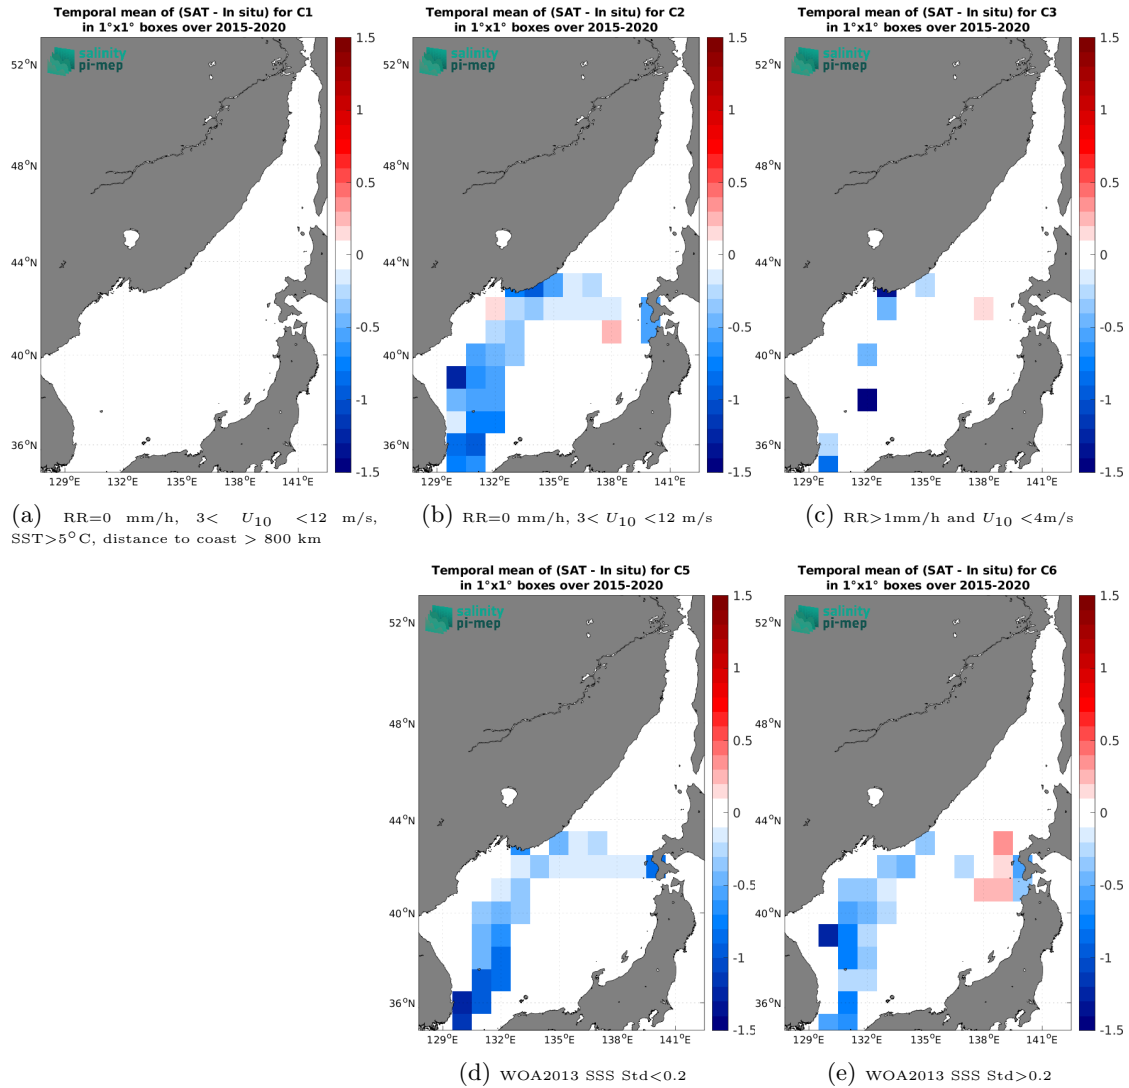 Temporal mean of (SAT - In situ) for C1
in 1°x1° boxes over 2015-2020
salinity
pi-mep
52°N
48°N
44°N
40°N
36°N
129°E 132°E 135°E 138°E 141°E
1.5
1
0.5
0
-0.5
-1
-1.5
(a) RR=0 mm/h, 3< U10 <12 m/s,
SST>5°C, distance to coast > 800 km
Temporal mean of (SAT - In situ) for C2
in 1°x1° boxes over 2015-2020
salinity
pi-mep
52°N
48°N
44°N
40°N
36°N
129°E 132°E 135°E 138°E 141°E
1.5
1
0.5
0
-0.5
-1
-1.5
(b) RR=0 mm/h, 3< U10 <12 m/s
Temporal mean of (SAT - In situ) for C3
in 1°x1° boxes over 2015-2020
salinity
pi-mep
52°N
48°N
44°N
40°N
36°N
129°E 132°E 135°E 138°E 141°E
1.5
1
0.5
0
-0.5
-1
-1.5
(c) RR>1mm/h and U10 <4m/s
Temporal mean of (SAT - In situ) for C5
in 1°x1° boxes over 2015-2020
salinity
pi-mep
52°N
48°N
44°N
40°N
36°N
129°E 132°E 135°E 138°E 141°E
1.5
1
0.5
0
-0.5
-1
-1.5
(d) WOA2013 SSS Std<0.2
Temporal mean of (SAT - In situ) for C6
in 1°x1° boxes over 2015-2020
salinity
pi-mep
52°N
48°N
44°N
40°N
36°N
129°E 132°E 135°E 138°E 141°E
1.5
1
0.5
0
-0.5
-1
-1.5
(e) WOA2013 SSS Std>0.2